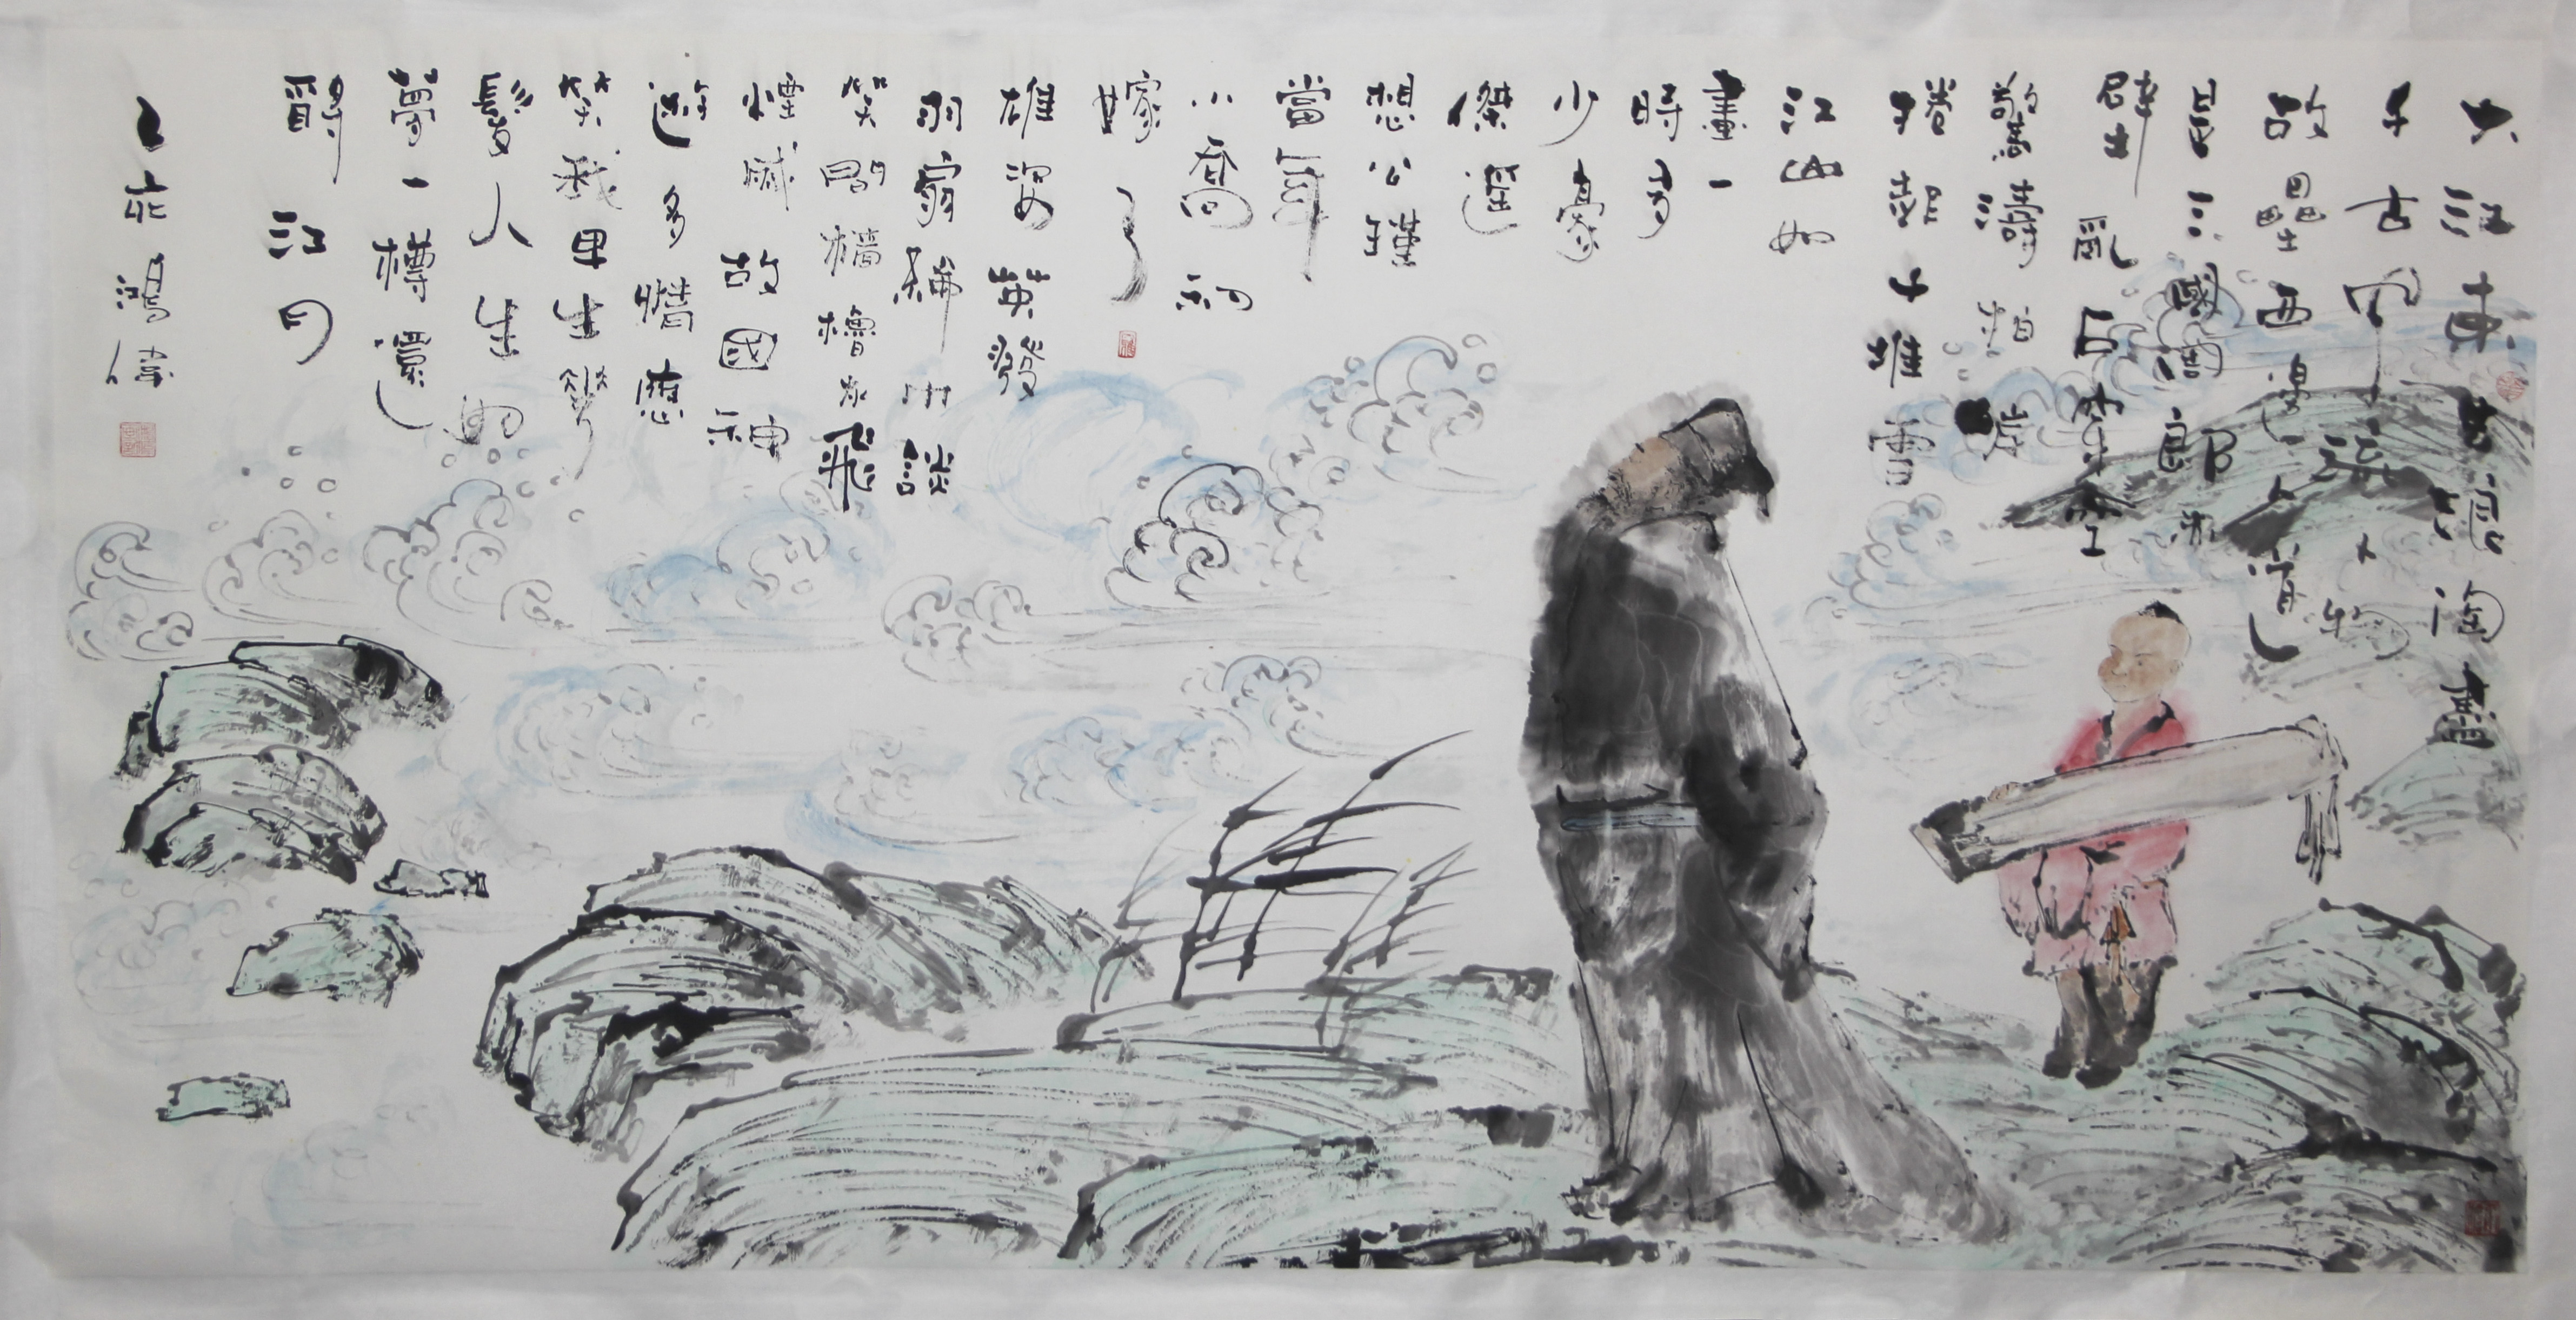 大江東去浪淘盡
千古風流人物
故壘西邊人道
是三國周郎赤
壁亂石穿空
驚濤拍岸
捲起千堆雪
江山如
畫一
時多
少豪
傑遥
想公瑾
當年
小喬初
嫁了
雄姿英發
羽扇綸巾談
笑間檣櫓灰飛
煙滅故國神
遊多情應
笑我早生華
髮人生如
夢一樽還
酹江月
鴻偉